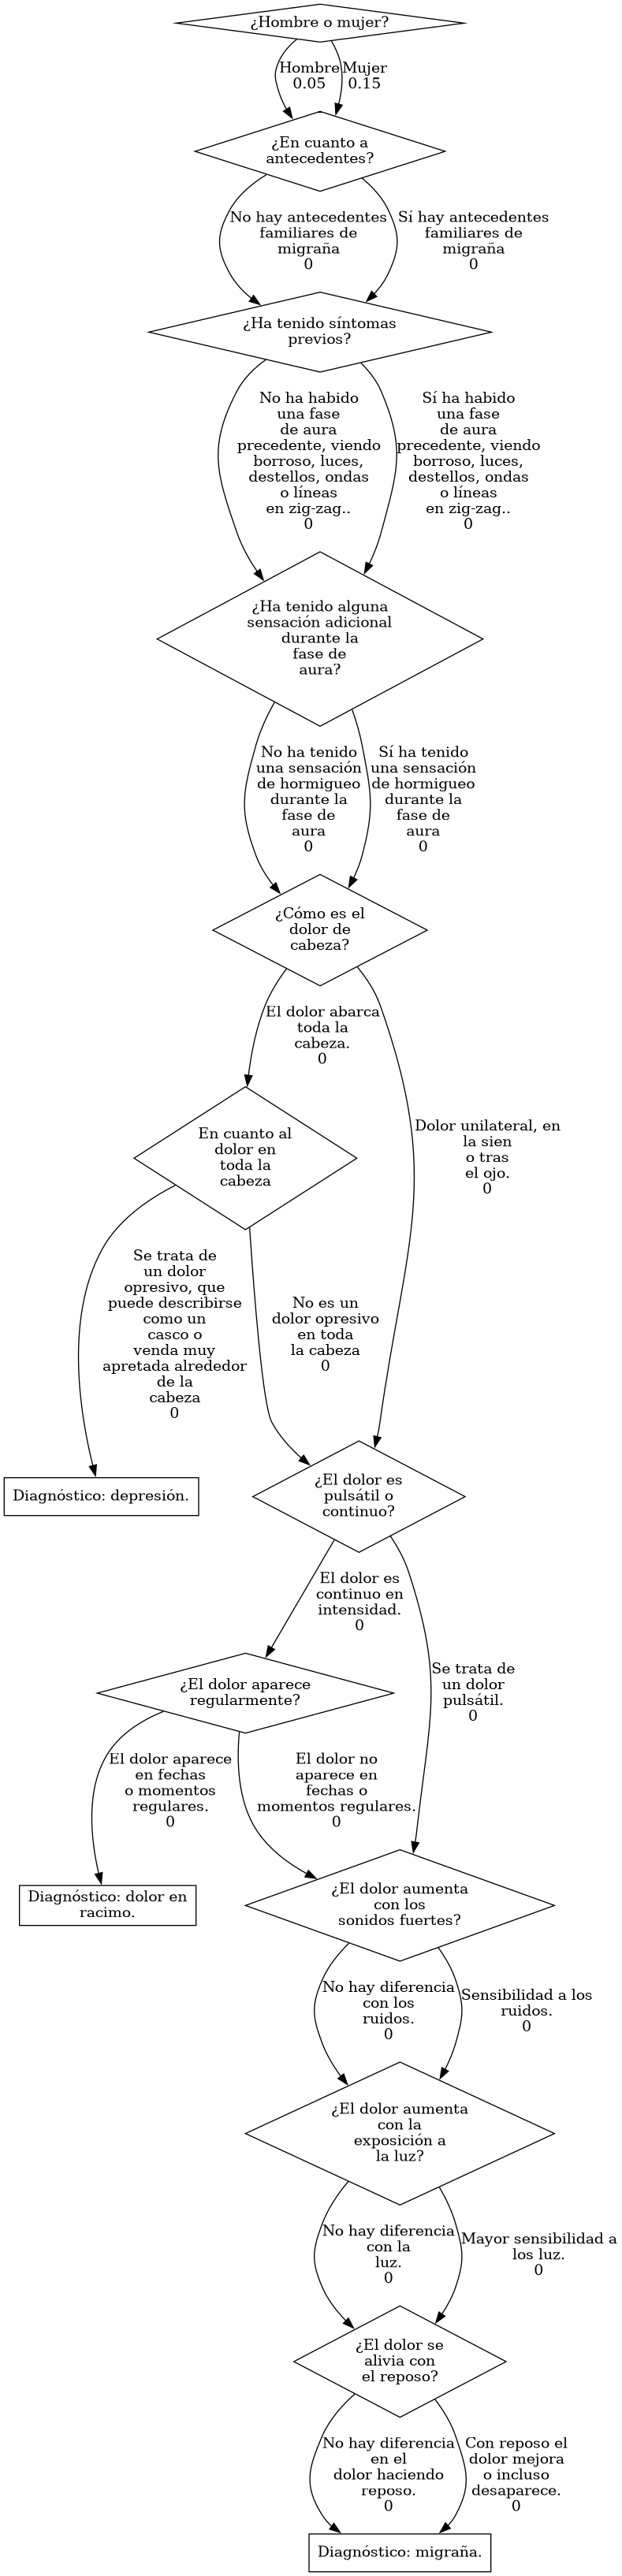 ¿Hombre o mujer?
Hombre
0.05
Mujer
0.15
¿En cuanto a
antecedentes?
No hay antecedentes
familiares de
migraña
0
Sí hay antecedentes
familiares de
migraña
0
¿Ha tenido síntomas
previos?
No ha habido
una fase
de aura
precedente, viendo
borroso, luces,
destellos, ondas
o líneas
en zig-zag..
0
Sí ha habido
una fase
de aura
precedente, viendo
borroso, luces,
destellos, ondas
o líneas
en zig-zag..
0
¿Ha tenido alguna
sensación adicional
durante la
fase de
aura?
No ha tenido
una sensación
de hormigueo
durante la
fase de
aura
0
Sí ha tenido
una sensación
de hormigueo
durante la
fase de
aura
0
¿Cómo es el
dolor de
cabeza?
El dolor abarca
toda la
cabeza.
0
Dolor unilateral, en
la sien
o tras
el ojo.
0
En cuanto al
dolor en
toda la
cabeza
Se trata de
un dolor
opresivo, que
puede describirse
como un
casco o
venda muy
apretada alrededor
de la
cabeza
0
No es un
dolor opresivo
en toda
la cabeza
0
Diagnóstico: depresión.
¿El dolor es
pulsátil o
continuo?
El dolor es
continuo en
intensidad.
0
Se trata de
un dolor
pulsátil.
0
¿El dolor aparece
regularmente?
El dolor aparece
en fechas
o momentos
regulares.
0
El dolor no
aparece en
fechas o
momentos regulares.
0
Diagnóstico: dolor en
racimo.
¿El dolor aumenta
con los
sonidos fuertes?
No hay diferencia
con los
ruidos.
0
Sensibilidad a los
ruidos.
0
¿El dolor aumenta
con la
exposición a
la luz?
No hay diferencia
con la
luz.
0
Mayor sensibilidad a
los luz.
0
¿El dolor se
alivia con
el reposo?
No hay diferencia
en el
dolor haciendo
reposo.
0
Con reposo el
dolor mejora
o incluso
desaparece.
0
Diagnóstico: migraña.